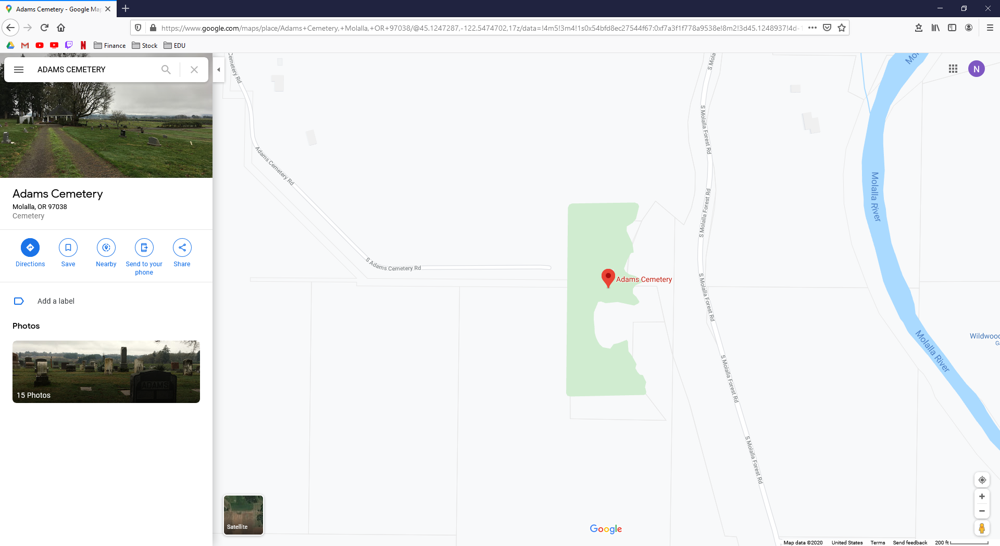 Adams Cemetery - Google Ma
https://www.google.com/maps/place/Adams+Cemetery,+Molalla,+OR+97038/@45.1247287,-122.5474702,17z/data=!4m5!3m4!1s0x54bfd8ec27544f67:0xf7a3f1f778a9538e!8m2!3d45.1248937!4d-
Finance
Stock
EDU
ADAMS CEMETERY
N
Adams Cemetery
Molalla, OR 97038
Cemetery
Directions
Save
Nearby
Send to your
phone
Share
Add a label
Photos
ADAMS
15 Photos
Cemetery Rd
Adams Cemetery Rd
S Adams Cemetery Rd
Adams Cemetery
S Mola
S Molalla Forest Rd
S Molalla Forest Rd
S Molalla Forest Rd
S Molalla Forest Rd
S Molalla Forest Rd
Mol
Molalla River
Molalla River
Wildwood
Ga
Satellite
Google
Map data ©2020 United States Terms Send feedback 200 ft